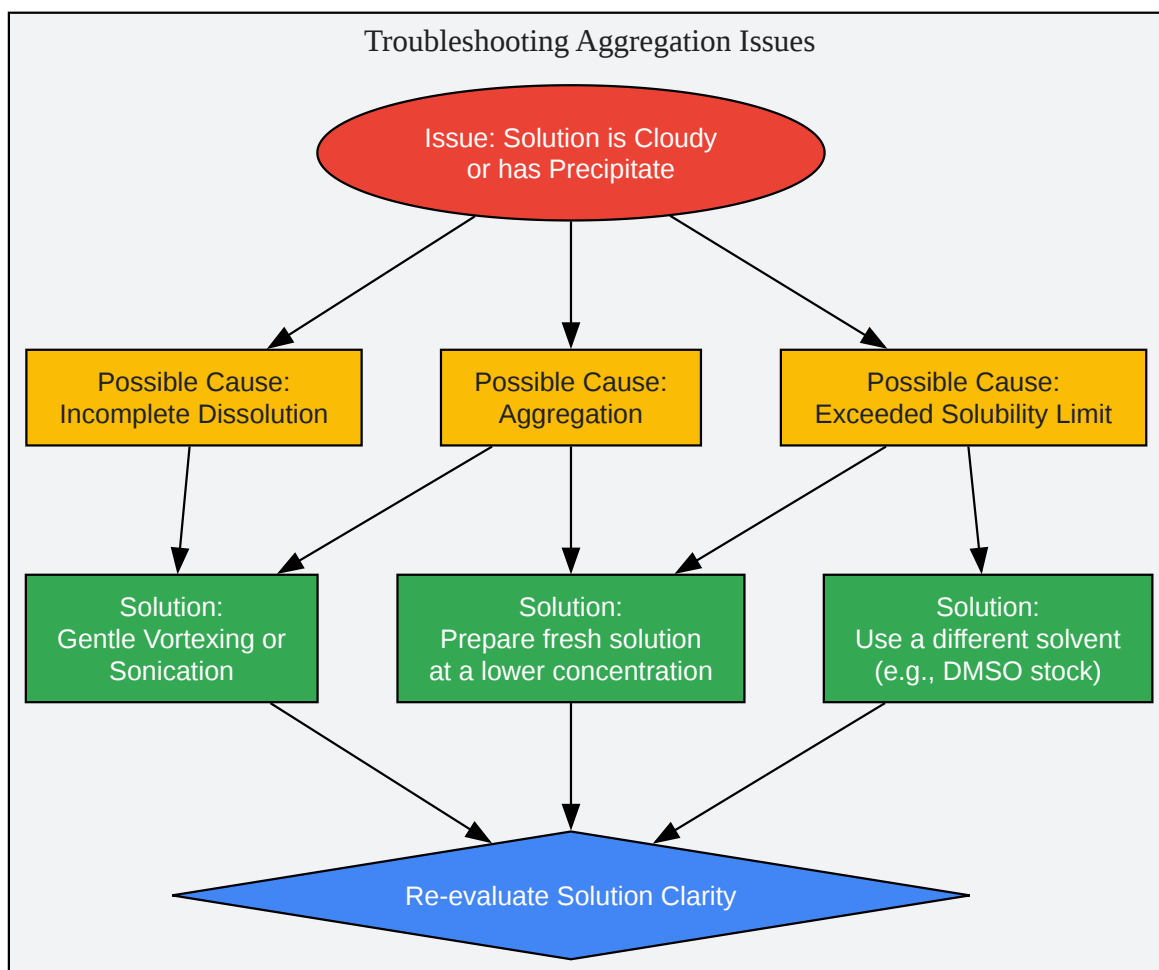 Troubleshooting Aggregation Issues
Issue: Solution is Cloudy
or has Precipitate
Possible Cause:
Incomplete Dissolution
Possible Cause:
Aggregation
Possible Cause:
Exceeded Solubility Limit
Solution:
Gentle Vortexing or
Sonication
Solution:
Prepare fresh solution
at a lower concentration
Solution:
Use a different solvent
(e.g., DMSO stock)
Re-evaluate Solution Clarity